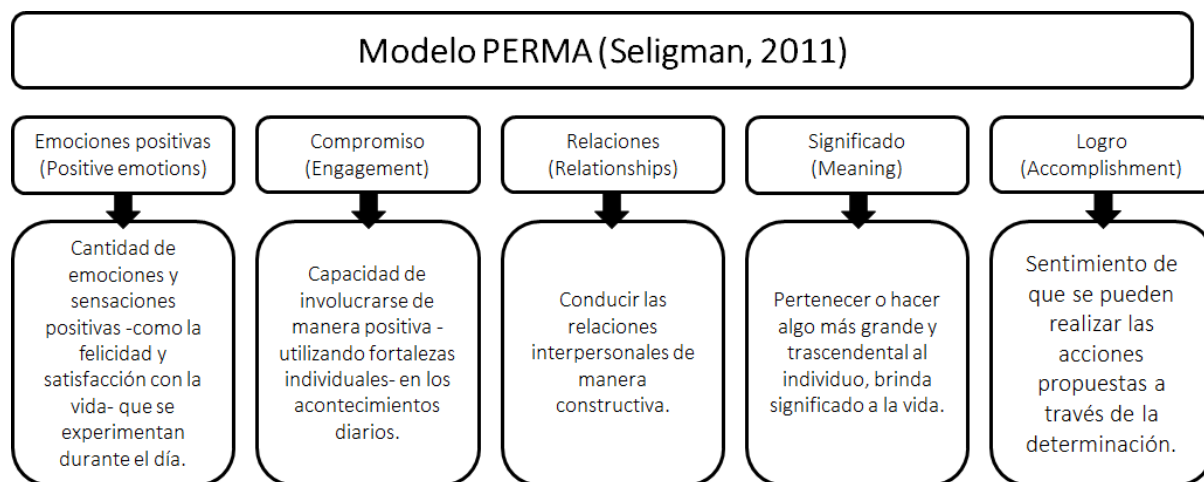 Modelo PERMA (Seligman, 2011)
Emociones positivas
(Positive emotions)
Cantidad de
emociones y
sensaciones
positivas -como la
felicidad y
satisfacción con la
vida- que se
experimentan
durante el día.
Compromiso
(Engagement)
Capacidad de
involucrarse de
manera positiva -
utilizando fortalezas
individuales- en los
acontecimientos
diarios.
Relaciones
(Relationships)
Conducir las
relaciones
interpersonales de
manera
constructiva.
Significado
(Meaning)
Pertenecer o hacer
algo más grande y
trascendental al
individuo, brinda
significado a la vida.
Logro
(Accomplishment)
Sentimiento de
que se pueden
realizar las
acciones
propuestas a
través de la
determinación.